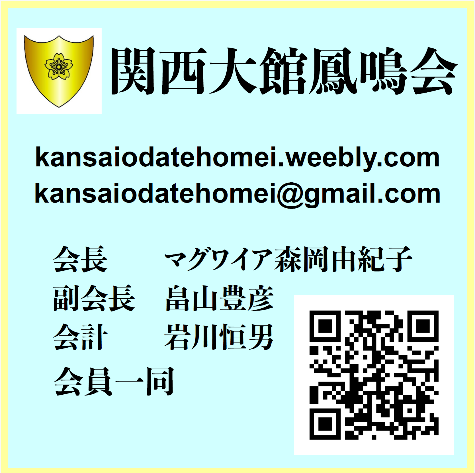 関西大館鳳鳴会
kansaiodatehomei.weebly.com
kansaiodatehomei@gmail.com
会長 マグワイア森岡由紀子
副会長 畠山豊彦
会計 岩川恒男
会員一同